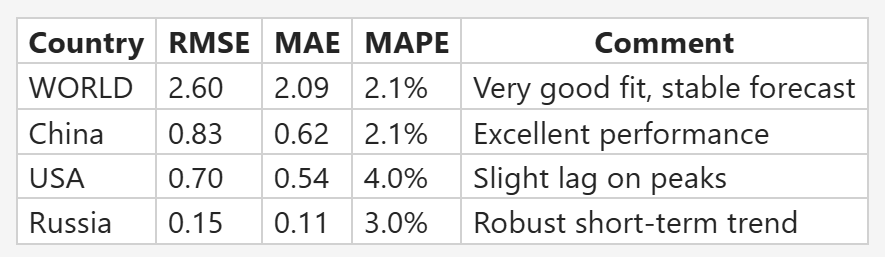 Country RMSE MAE MAPE Comment
WORLD 2.60 2.09 2.1% Very good fit, stable forecast
China 0.83 0.62 2.1% Excellent performance
USA 0.70 0.54 4.0% Slight lag on peaks
Russia 0.15 0.11 3.0% Robust short-term trend